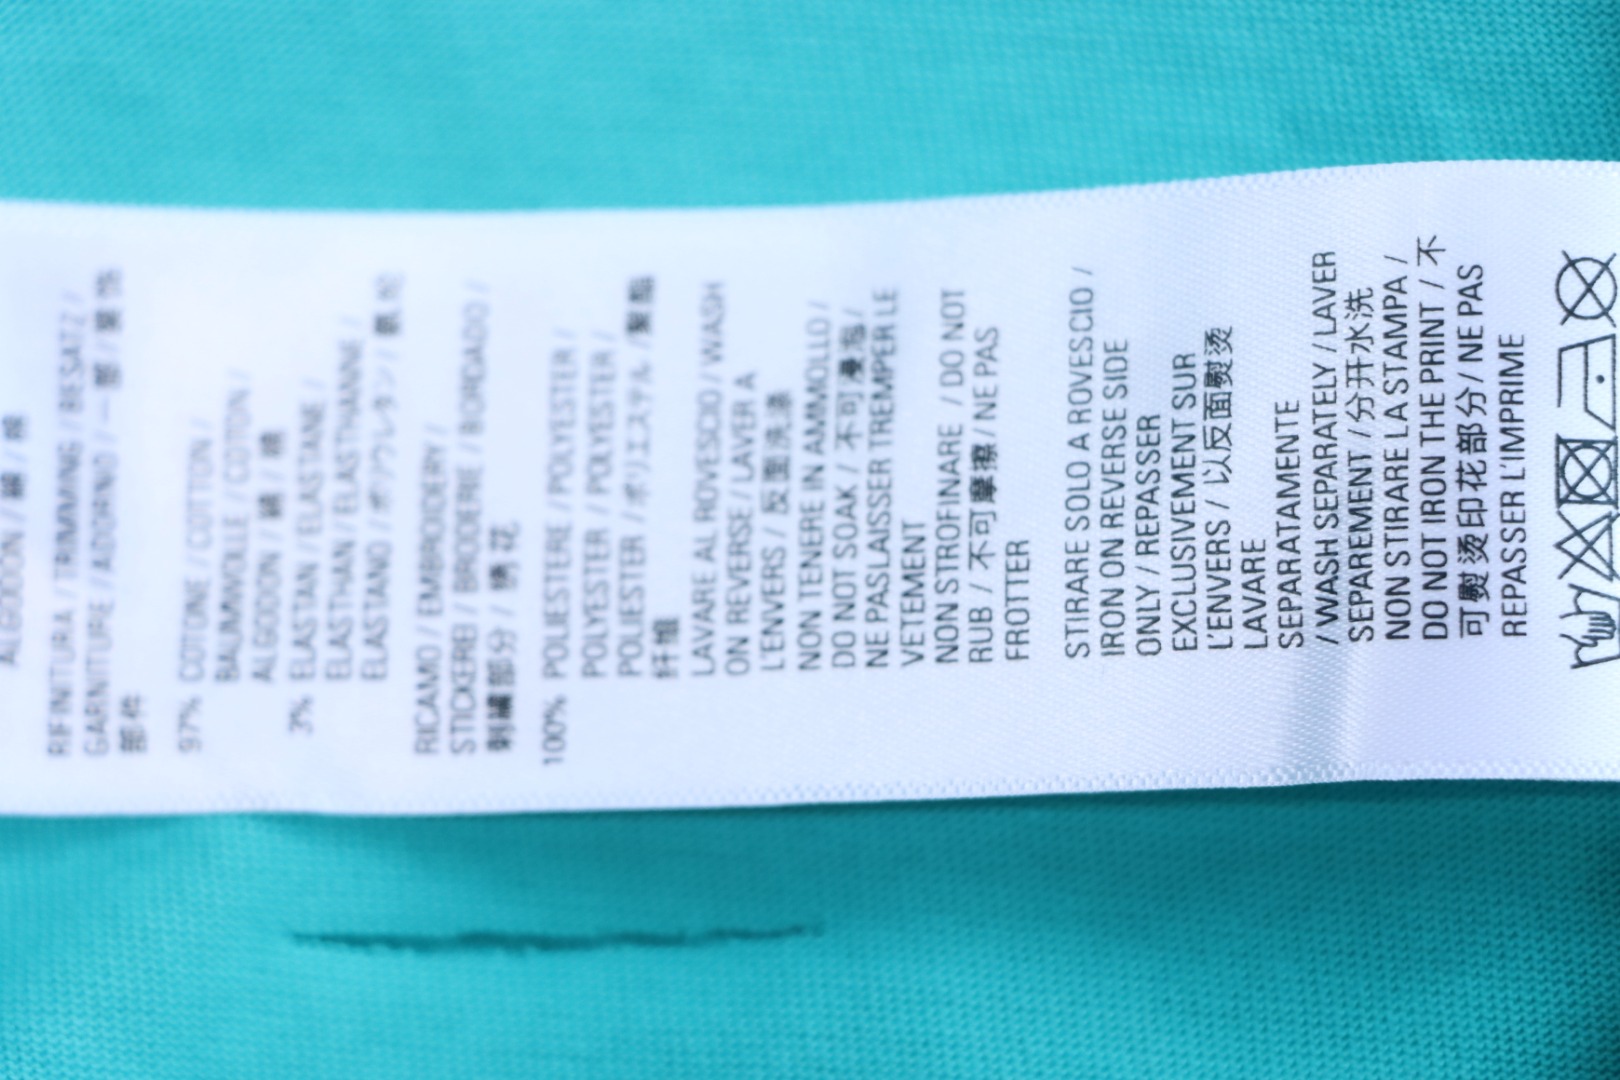 ALGODON / 綿 / 棉
RIFINITURA / TRIMMING / BESATZ /
GARNITURE / ADORNO / 一部 / 装饰
部件
97% COTONE / COTTON /
BAUMWOLLE / COTON /
ALGODON / 綿 / 棉
3% ELASTAN / ELASTANE /
ELASTHAN / ELASTHANNE /
ELASTANO / ポリウレタン / 氨纶
RICAMO / EMBROIDERY /
STICKEREI / BRODERIE / BORDADO /
刺繍部分 / 绣花
100% POLIESTERE / POLYESTER /
POLYESTER / POLYESTER /
POLIESTER / ポリエステル / 聚酯
纤维
LAVARE AL ROVESCIO / WASH
ON REVERSE / LAVER A
L'ENVERS / 反面洗涤
NON TENERE IN AMMOLLO /
DO NOT SOAK / 不可浸泡 /
NE PAS LAISSER TREMPER LE
VETEMENT
NON STROFINARE / DO NOT
RUB / 不可摩擦 / NE PAS
FROTTER
STIRARE SOLO A ROVESCIO /
IRON ON REVERSE SIDE
ONLY / REPASSER
EXCLUSIVEMENT SUR
L'ENVERS / 以反面熨烫
LAVARE
SEPARATAMENTE
/ WASH SEPARATELY / LAVER
SEPAREMENT / 分开水洗
NON STIRARE LA STAMPA /
DO NOT IRON THE PRINT / 不
可熨烫印花部分 / NE PAS
REPASSER L'IMPRIME